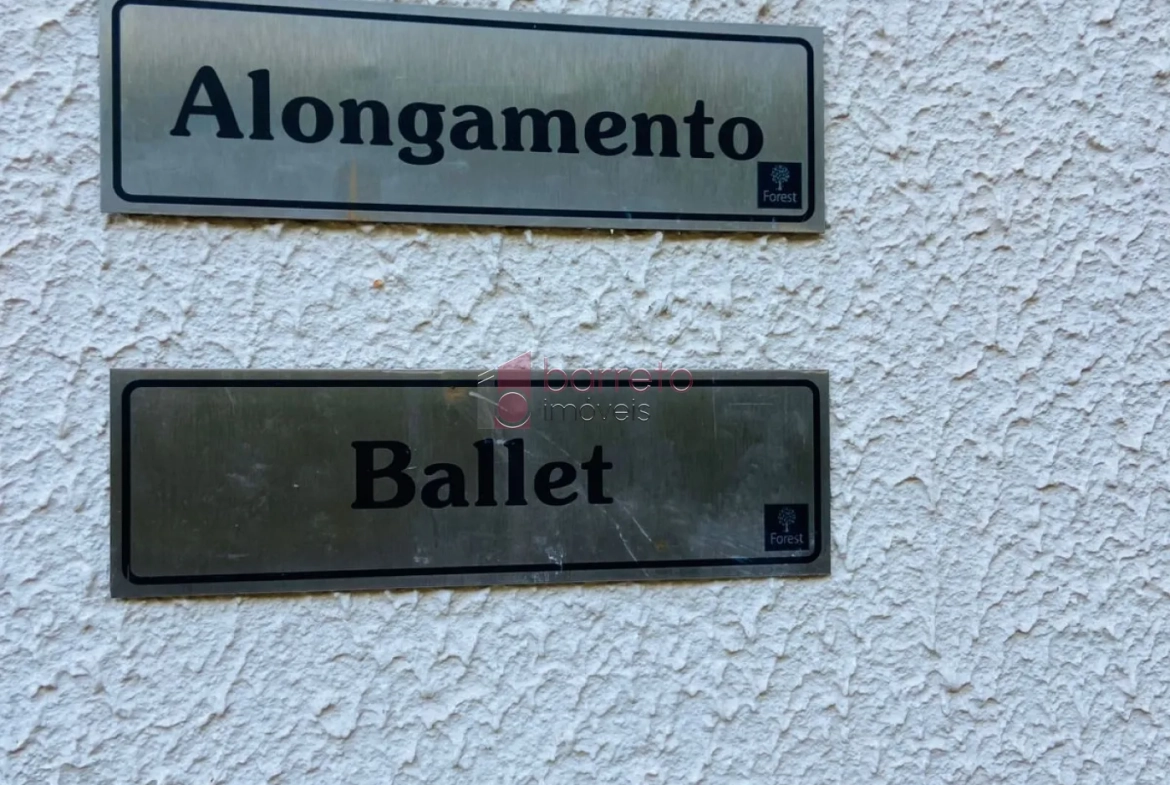 Alongamento
Forest
barreto
imóveis
Ballet
Forest